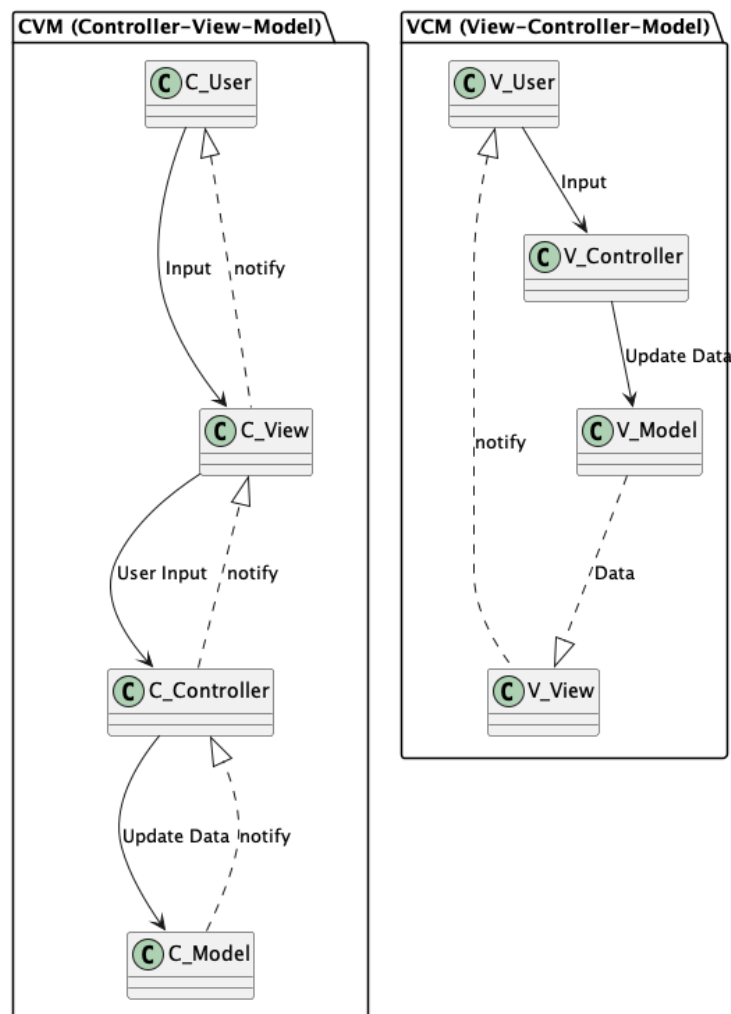 CVM (Controller-View-Model)
C C_User
Input
notify
C C_View
User Input
notify
C C_Controller
Update Data
notify
C C_Model
VCM (View-Controller-Model)
C V_User
Input
C V_Controller
Update Data
C V_Model
notify
Data
C V_View